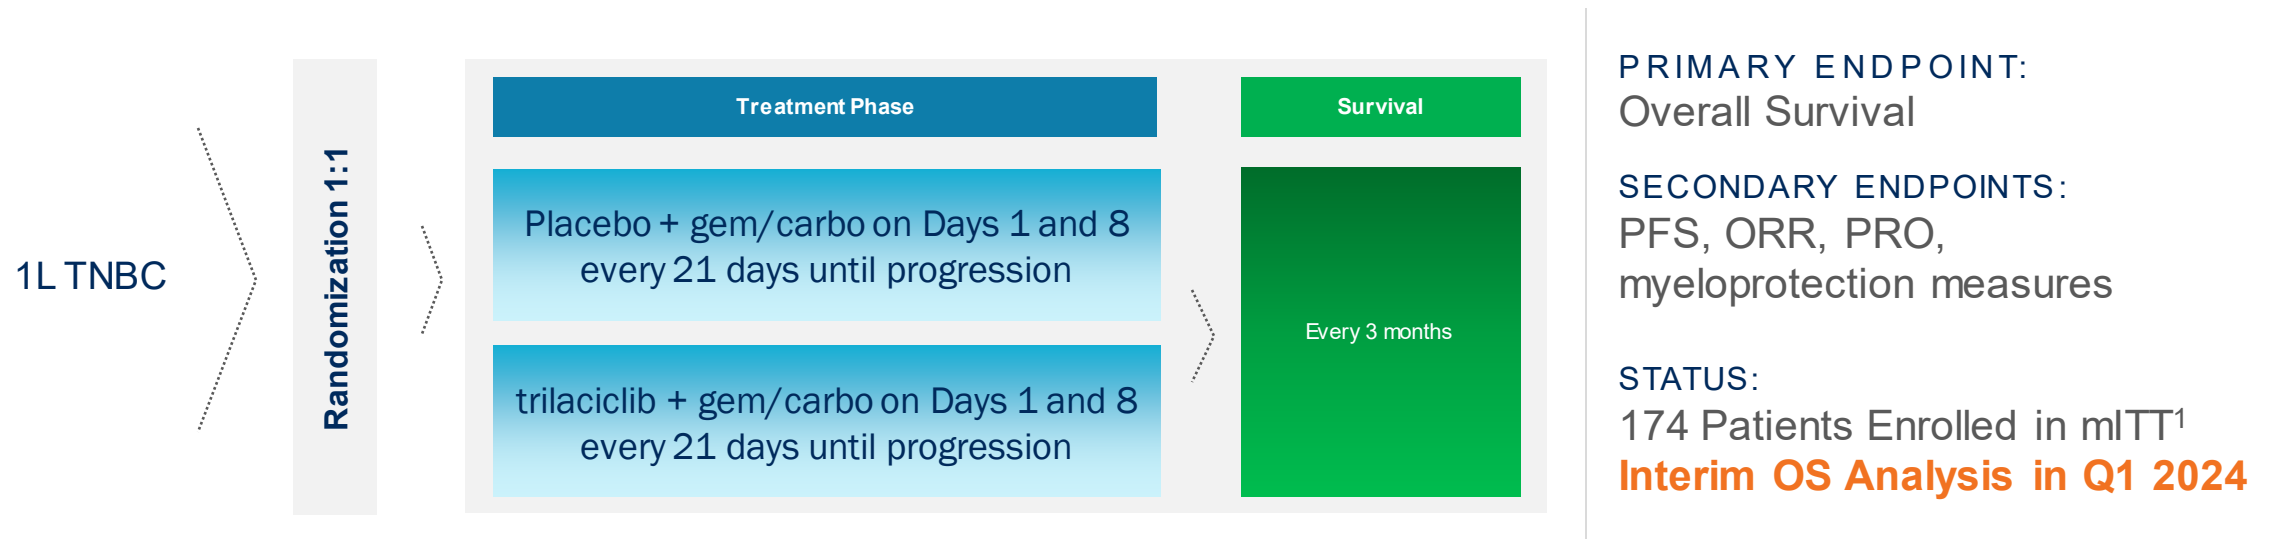 1L TNBC
Randomization 1:1
Treatment Phase
Placebo + gem/carbo on Days 1 and 8
every 21 days until progression
trilaciclib + gem/carbo on Days 1 and 8
every 21 days until progression
Survival
Every 3 months
PRIMARY ENDPOINT:
Overall Survival
SECONDARY ENDPOINTS:
PFS, ORR, PRO,
myeloprotection measures
STATUS:
174 Patients Enrolled in mITT¹
Interim OS Analysis in Q1 2024